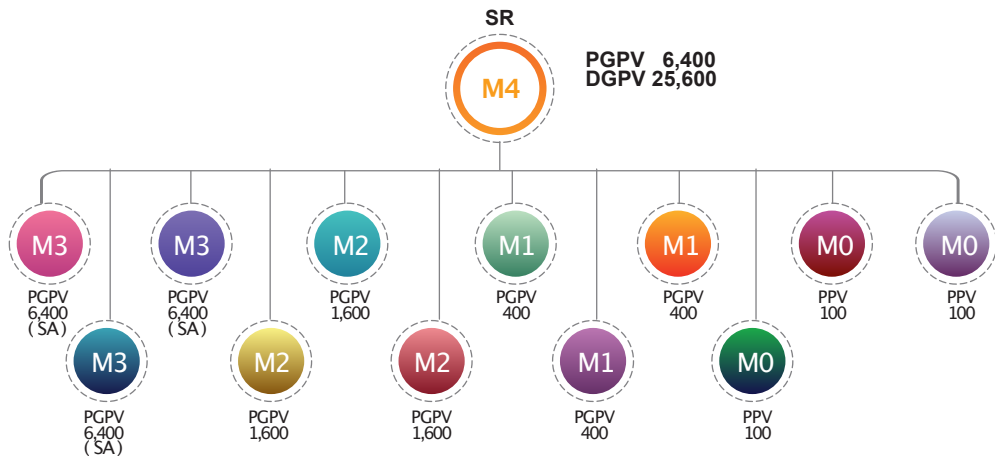 SR
M4
PGPV 6,400
DGPV 25,600
M3
M3
M2
M1
M1
M0
M0
PGPV
6,400
( SA )
PGPV
6,400
( SA )
PGPV
1,600
PGPV
400
PGPV
400
PPV
100
PPV
100
M3
M2
M2
M1
M0
PGPV
6,400
( SA )
PGPV
1,600
PGPV
1,600
PGPV
400
PPV
100